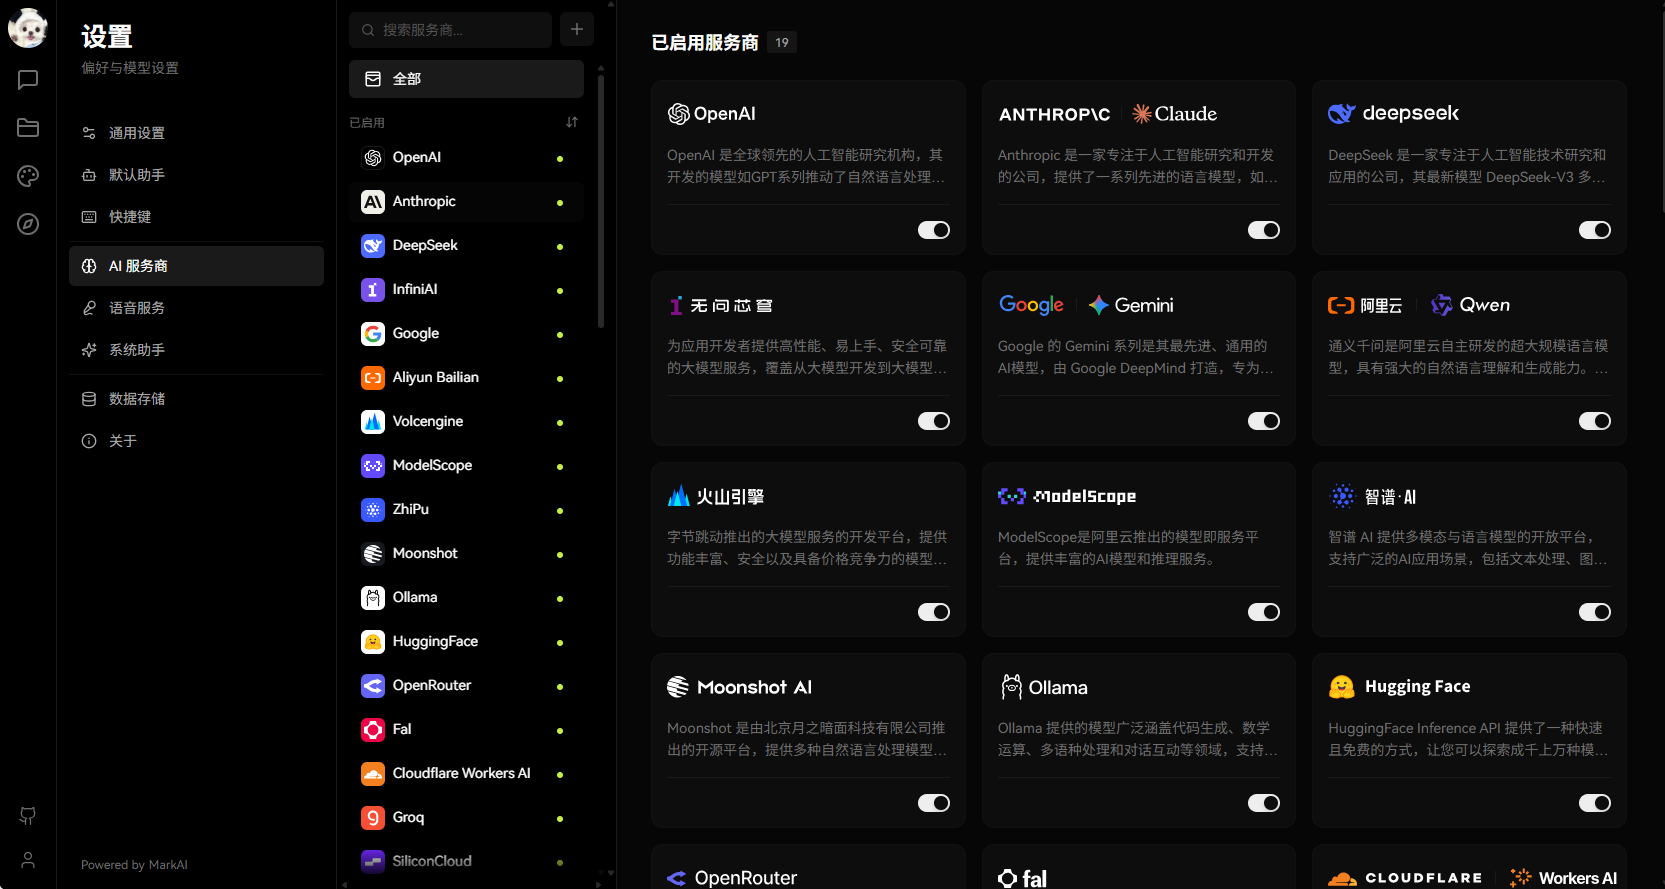 设置
偏好与模型设置
通用设置
默认助手
快捷键
AI 服务商
语音服务
系统助手
数据存储
关于
Powered by MarkAI
搜索服务商...
全部
已启用
OpenAI
Anthropic
DeepSeek
InfiniAI
Google
Aliyun Bailian
Volcengine
ModelScope
ZhiPu
Moonshot
Ollama
HuggingFace
OpenRouter
Fal
Cloudflare Workers AI
Groq
SiliconCloud
已启用服务商 19
OpenAI
OpenAI 是全球领先的人工智能研究机构，其
开发的模型如GPT系列推动了自然语言处理...
ANTHROP\C Claude
Anthropic 是一家专注于人工智能研究和开发
的公司，提供了一系列先进的语言模型，如...
deepseek
DeepSeek 是一家专注于人工智能技术研究和
应用的公司，其最新模型 DeepSeek-V3 多...
无问芯穹
为应用开发者提供高性能、易上手、安全可靠
的大模型服务，覆盖从大模型开发到大模型...
Google Gemini
Google 的 Gemini 系列是其最先进、通用的
AI模型，由 Google DeepMind 打造，专为...
阿里云 Qwen
通义千问是阿里云自主研发的超大规模语言模
型，具有强大的自然语言理解和生成能力。...
火山引擎
字节跳动推出的大模型服务的开发平台，提供
功能丰富、安全以及具备价格竞争力的模型...
ModelScope
ModelScope是阿里云推出的模型即服务平
台，提供丰富的AI模型和推理服务。
智谱·AI
智谱 AI 提供多模态与语言模型的开放平台，
支持广泛的AI应用场景，包括文本处理、图...
Moonshot AI
Moonshot 是由北京月之暗面科技有限公司推
出的开源平台，提供多种自然语言处理模型...
Ollama
Ollama 提供的模型广泛涵盖代码生成、数学
运算、多语种处理和对话互动等领域，支持...
Hugging Face
HuggingFace Inference API 提供了一种快速
且免费的方式，让您可以探索成千上万种模...
OpenRouter
fal
CLOUDFLARE Workers AI